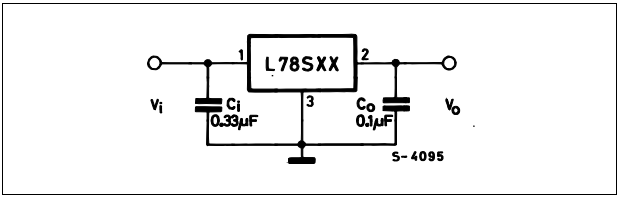 1
L78SXX
2
3
Vi
Ci
0.33µF
Co
0.1µF
Vo
S-4095